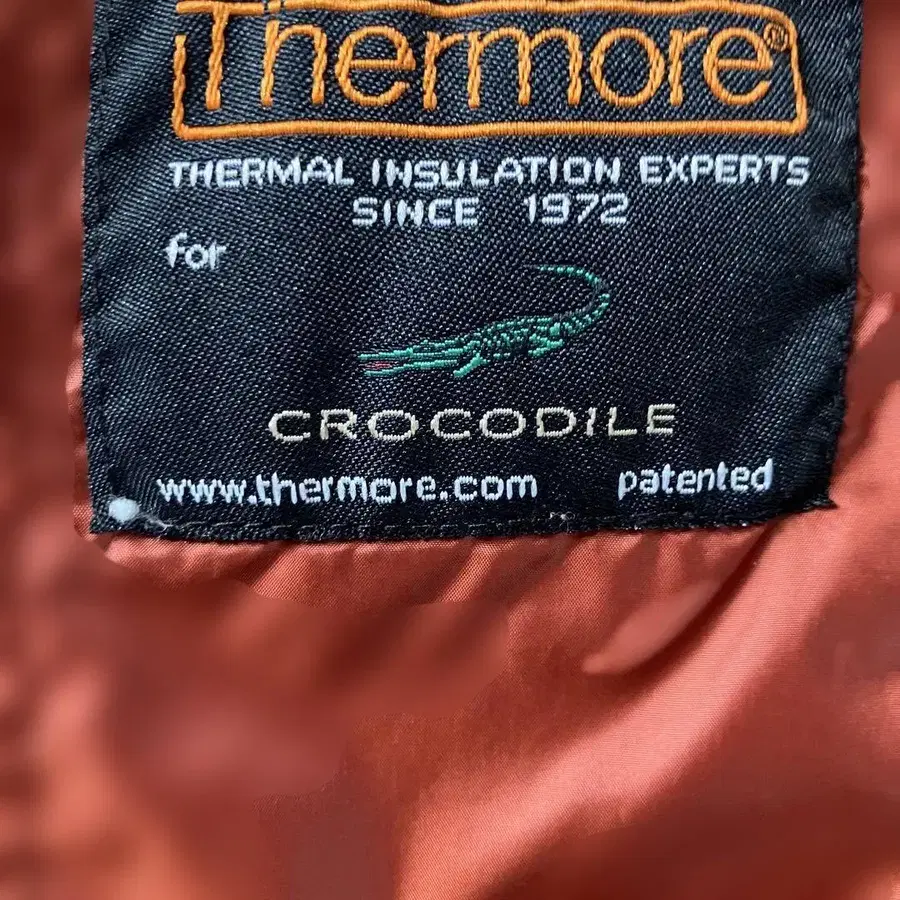 Thermore®
THERMAL INSULATION EXPERTS
SINCE 1972
for
CROCODILE
www.thermore.com patented